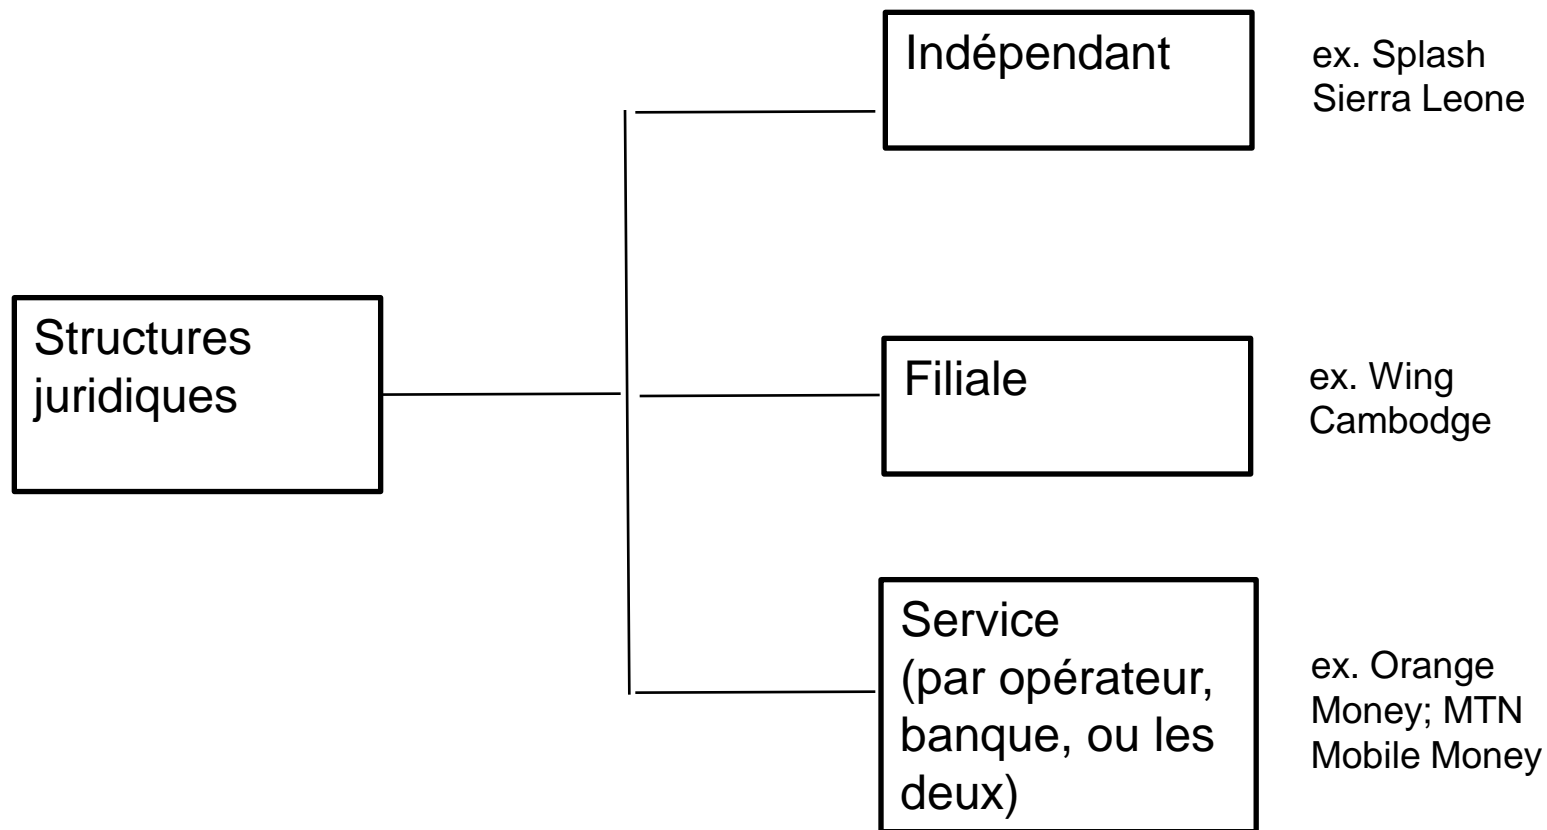 Indépendant
ex. Splash
Sierra Leone
Structures
juridiques
Filiale
ex. Wing
Cambodge
Service
(par opérateur,
banque, ou les
deux)
ex. Orange
Money; MTN
Mobile Money